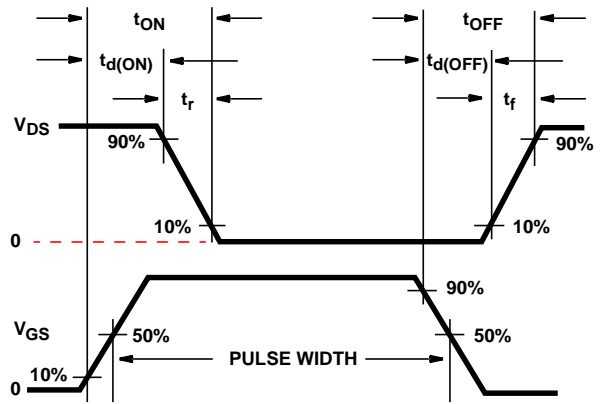 tON tOFF
td(ON) td(OFF)
tr tf
VDS
90% 90%
10% 10%
0
90%
VGS 50% 50%
PULSE WIDTH
10%
0